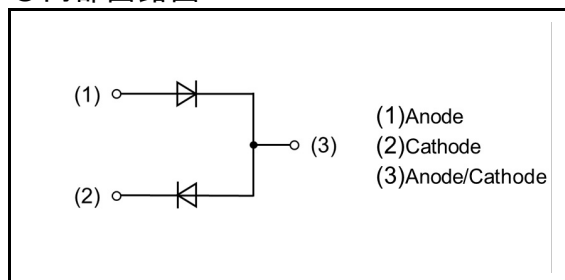 (1)
(2)
(3)
(1)Anode
(2)Cathode
(3)Anode/Cathode